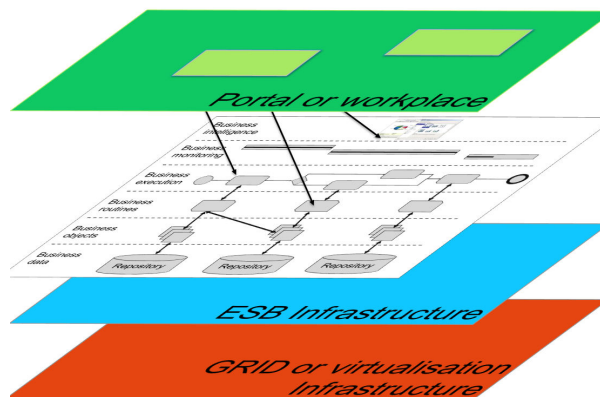 Portal or workplace
Business
intelligence
Business
monitoring
Business
execution
Business
routines
Business
objects
Business
data
Repository
Repository
Repository
ESB Infrastructure
GRID or virtualisation
Infrastructure